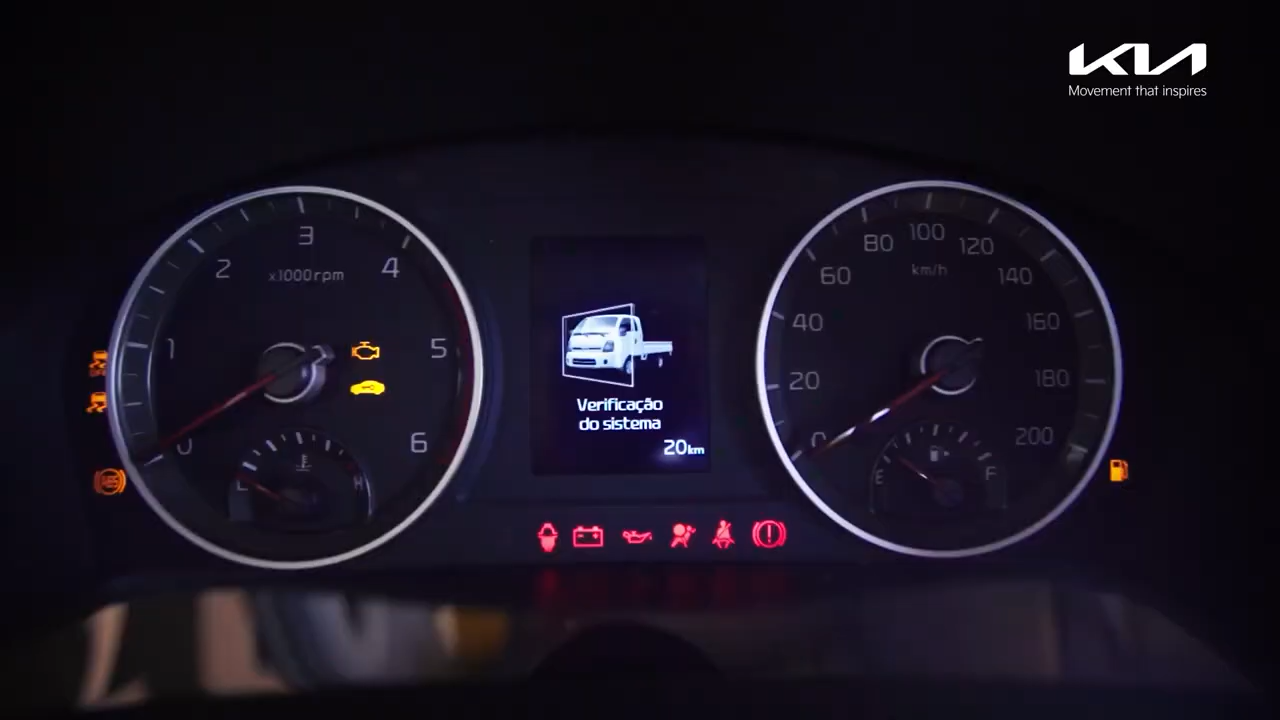 KIA
Movement that inspires
0
1
2
3
4
5
6
x1000rpm
L
H
Verificação
do sistema
20km
0
20
40
60
80
100
120
140
160
180
200
km/h
E
F
ABS